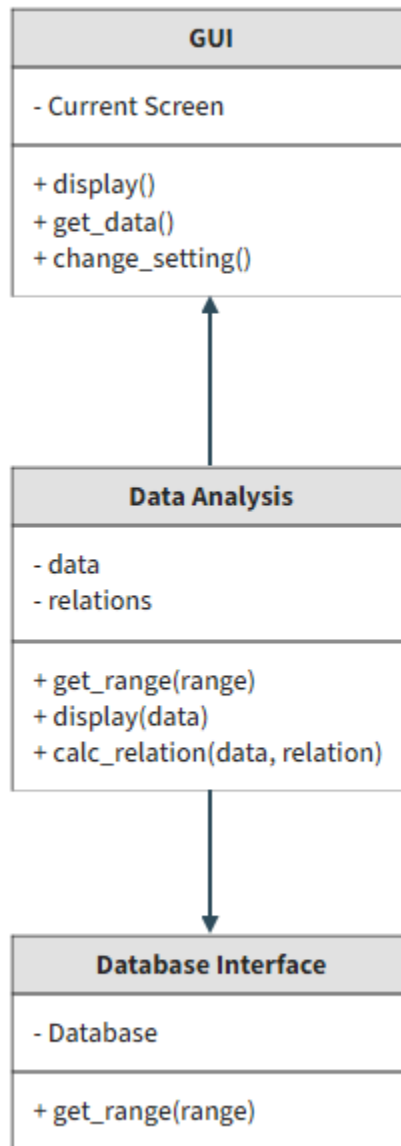 GUI
- Current Screen
+ display()
+ get_data()
+ change_setting()
Data Analysis
- data
- relations
+ get_range(range)
+ display(data)
+ calc_relation(data, relation)
Database Interface
- Database
+ get_range(range)